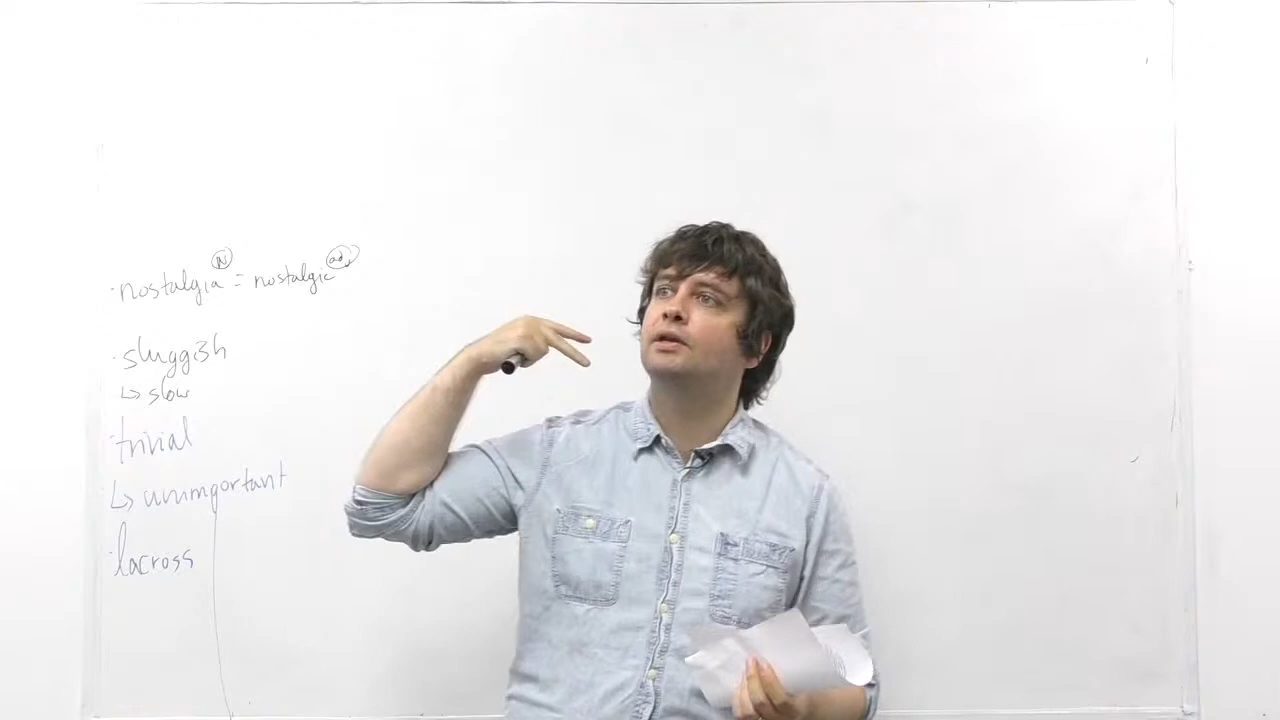 · nostalgia (N) = nostalgic (adj)
· sluggish
↳ slow
· trivial
↳ unimportant
· lacross